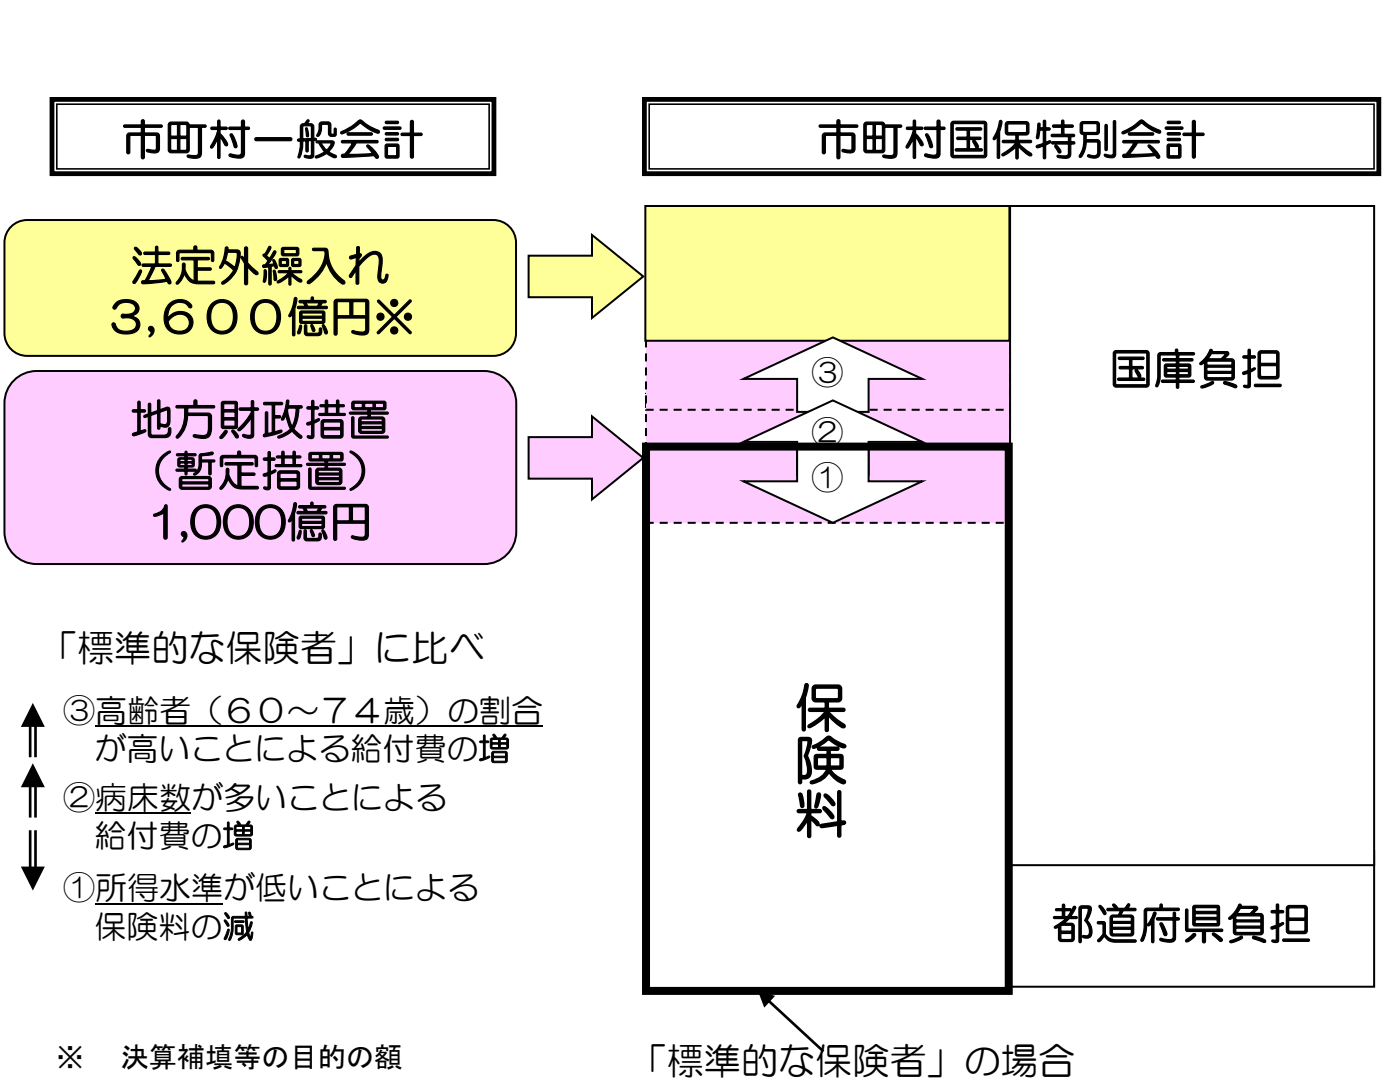 市町村一般会計
市町村国保特別会計
法定外繰入れ
３,６００億円※
地方財政措置
（暫定措置）
1,000億円
③
②
①
国庫負担
保険料
都道府県負担
「標準的な保険者」に比べ
③高齢者（６０～７４歳）の割合
が高いことによる給付費の増
②病床数が多いことによる
給付費の増
①所得水準が低いことによる
保険料の減
※　決算補填等の目的の額
「標準的な保険者」の場合